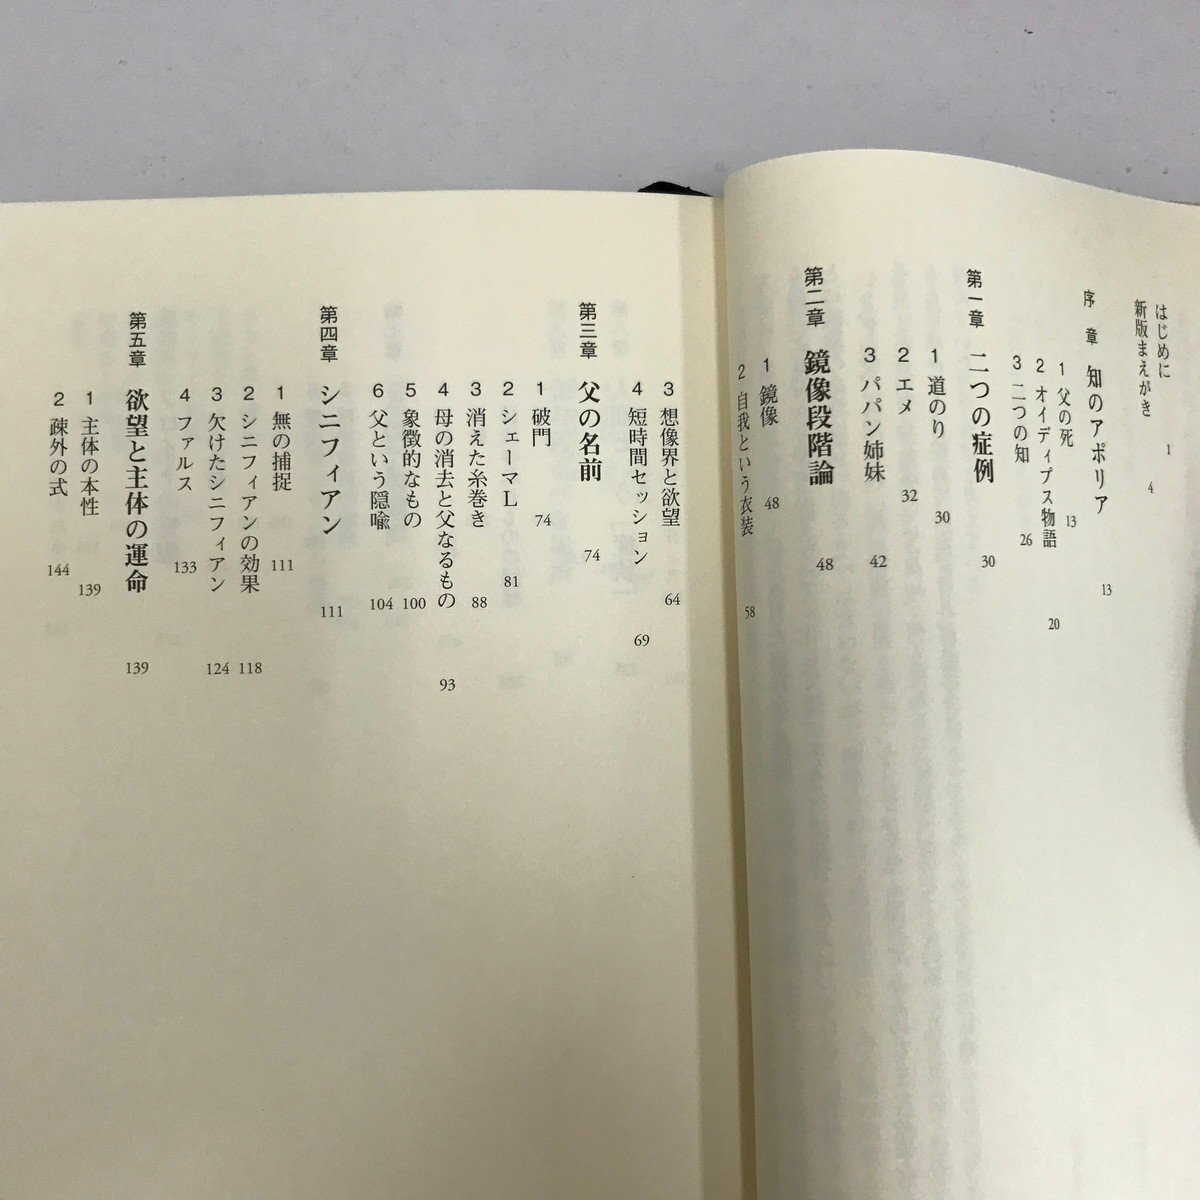 はじめに 1
新版まえがき 4
序章 知のアポリア 13
1 父の死 13
2 オイディプス物語 20
3 二つの知 26
第一章 二つの症例 30
1 道のり 30
2 エメ 32
3 パパン姉妹 42
第二章 鏡像段階論 48
1 鏡像 48
2 自我という衣装 58
3 想像界と欲望 64
4 短時間セッション 69
第三章 父の名前 74
1 破門 74
2 シェーマL 81
3 消えた糸巻き 88
4 母の消去と父なるもの 93
5 象徴的なもの 100
6 父という隠喩 104
第四章 シニフィアン 111
1 無の捕捉 111
2 シニフィアンの効果 118
3 欠けたシニフィアン 124
4 ファルス 133
第五章 欲望と主体の運命 139
1 主体の本性 139
2 疎外の式 144